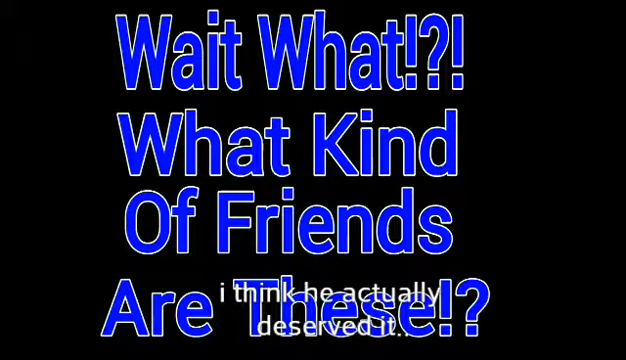 Wait What!?!
What Kind
Of Friends
Are These!?
i think he actually
deserved it..